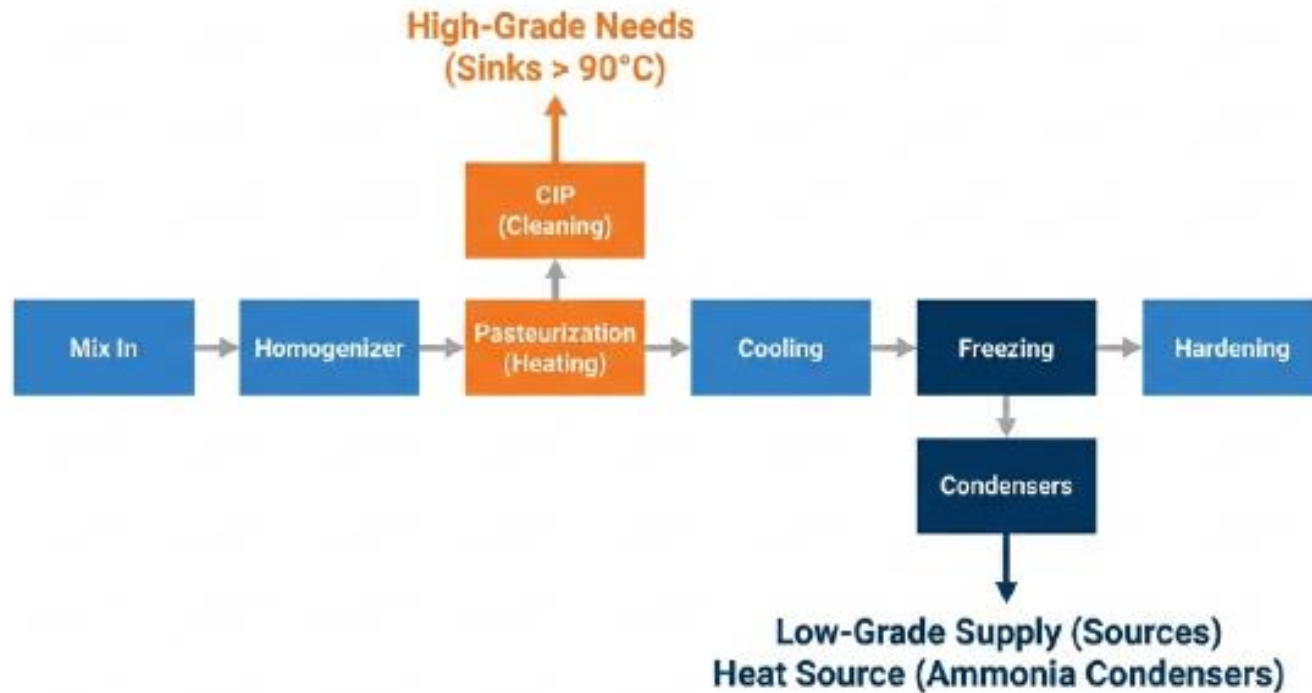 High-Grade Needs
(Sinks > 90°C)
CIP
(Cleaning)
Mix In
Homogenizer
Pasteurization
(Heating)
Cooling
Freezing
Hardening
Condensers
Low-Grade Supply (Sources)
Heat Source (Ammonia Condensers)